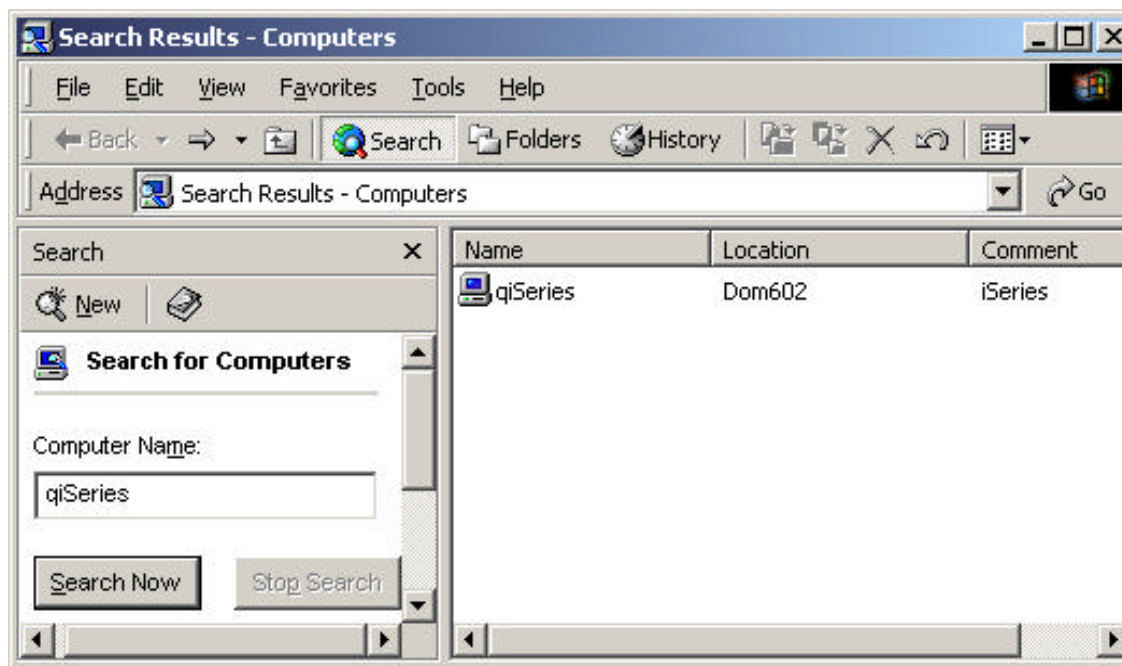 Search Results - Computers
File Edit View Favorites Tools Help
Back Search Folders History
Address Search Results - Computers Go
Search
New
Search for Computers
Computer Name:
qiSeries
Search Now Stop Search
Name Location Comment
qiSeries Dom602 iSeries